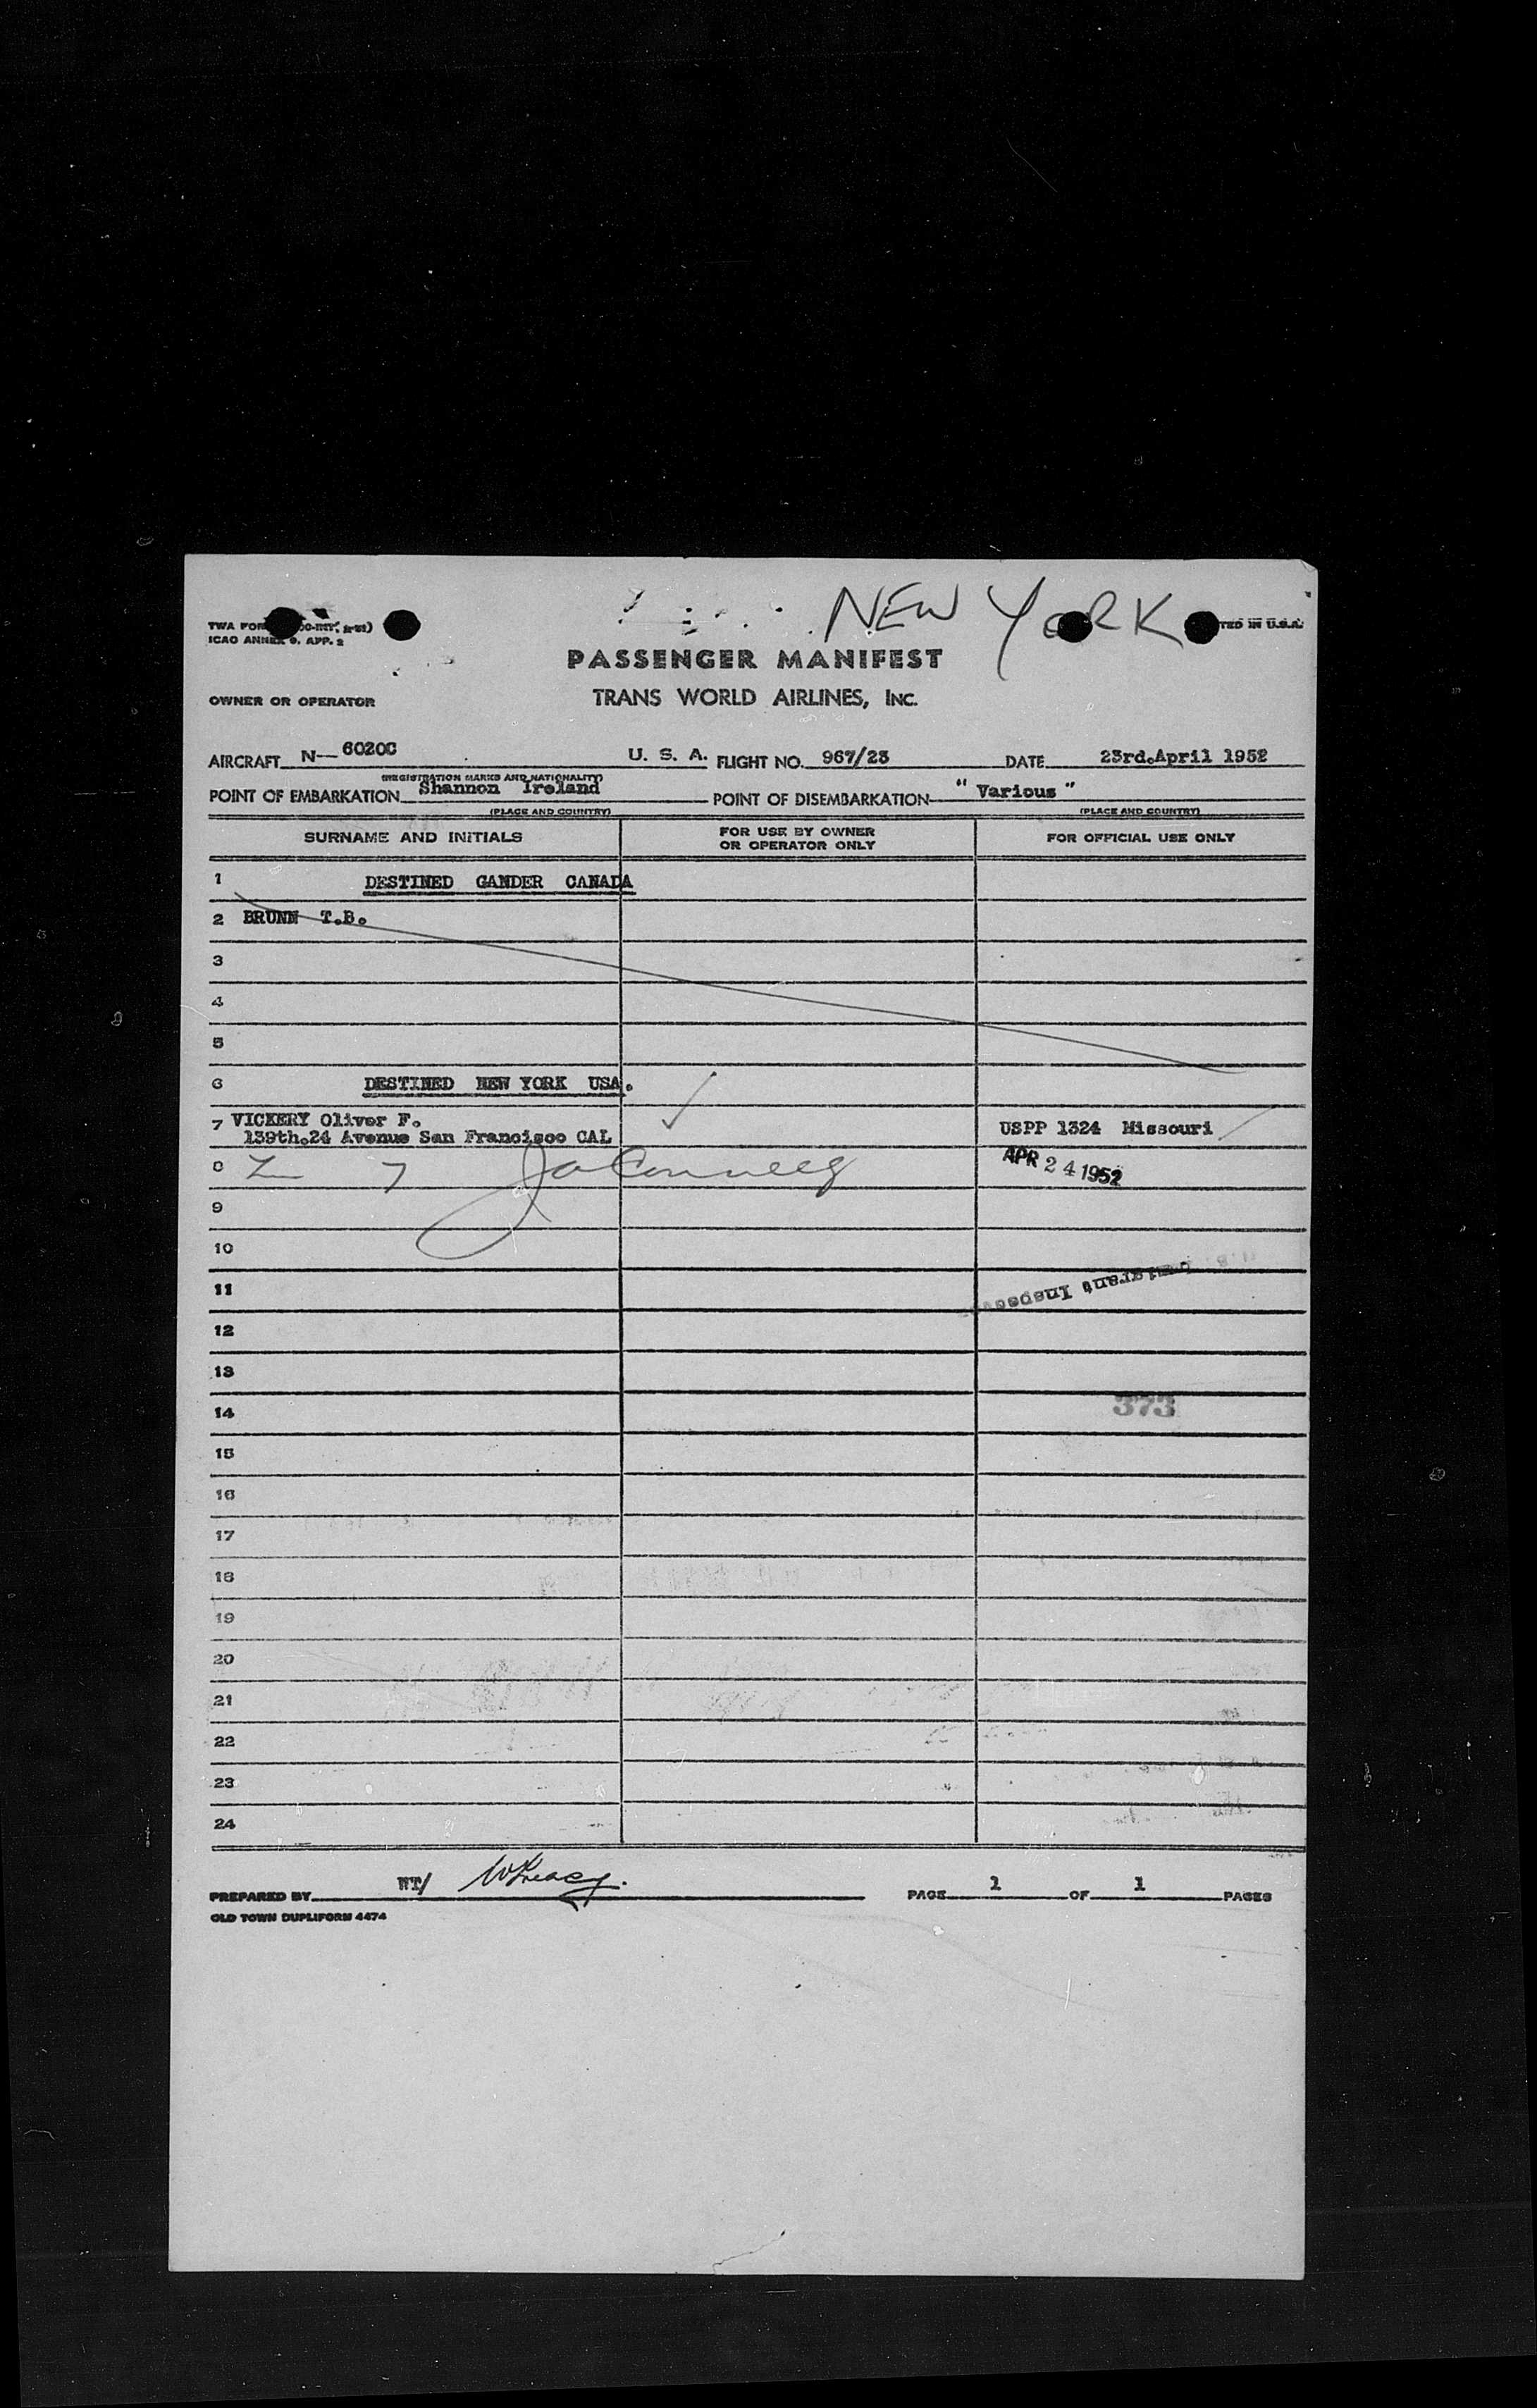 NEW YORK
TWA FOR
ICAO ANNEX 9. APP. 2
TED IN U.S.A.
PASSENGER MANIFEST
OWNER OR OPERATOR
TRANS WORLD AIRLINES, INC.
AIRCRAFT N— 6020C U. S. A. FLIGHT NO. 967/23 DATE 23rd.April 1952
(REGISTRATION MARKS AND NATIONALITY)
POINT OF EMBARKATION Shannon Ireland POINT OF DISEMBARKATION " Various "
(PLACE AND COUNTRY) (PLACE AND COUNTRY)
SURNAME AND INITIALS FOR USE BY OWNER OR OPERATOR ONLY FOR OFFICIAL USE ONLY
1 DESTINED GANDER CANADA
2 BRUNN T.B.
3
4
5
6 DESTINED NEW YORK USA.
7 VICKERY Oliver F.
139th.24 Avenue San Francisco CAL USPP 1324 Missouri
8 APR 24 1952
9
10
11 Immigrant Inspector
12
13
14 373
15
16
17
18
19
20
21
22
23
24
PREPARED BY WT/ PAGE 1 OF 1 PAGES
OLD TOWN DUPLIFORM 4474